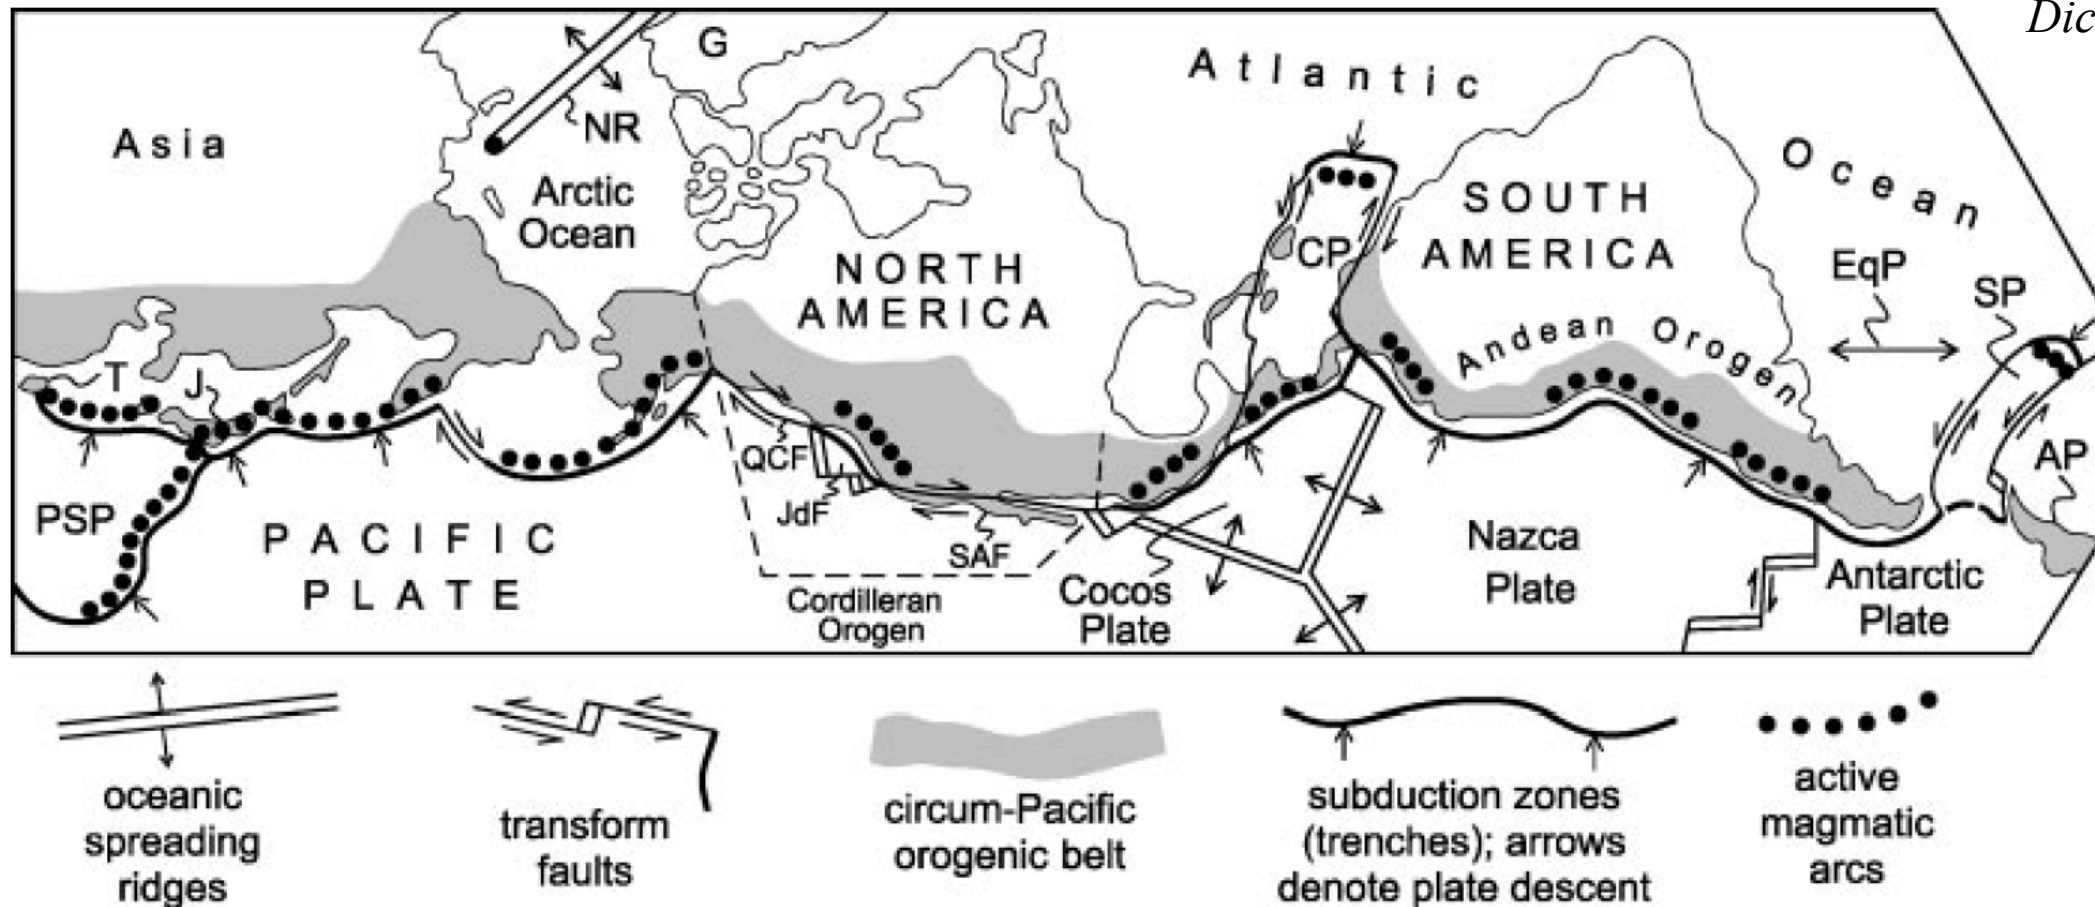 Dic
Asia
G
NR
Arctic
Ocean
Atlantic
Ocean
NORTH
AMERICA
CP
SOUTH
AMERICA
EqP
SP
Andean Orogen
T
J
QCF
JdF
SAF
PSP
PACIFIC
PLATE
Cordilleran
Orogen
Cocos
Plate
Nazca
Plate
Antarctic
Plate
AP
oceanic
spreading
ridges
transform
faults
circum-Pacific
orogenic belt
subduction zones
(trenches); arrows
denote plate descent
active
magmatic
arcs